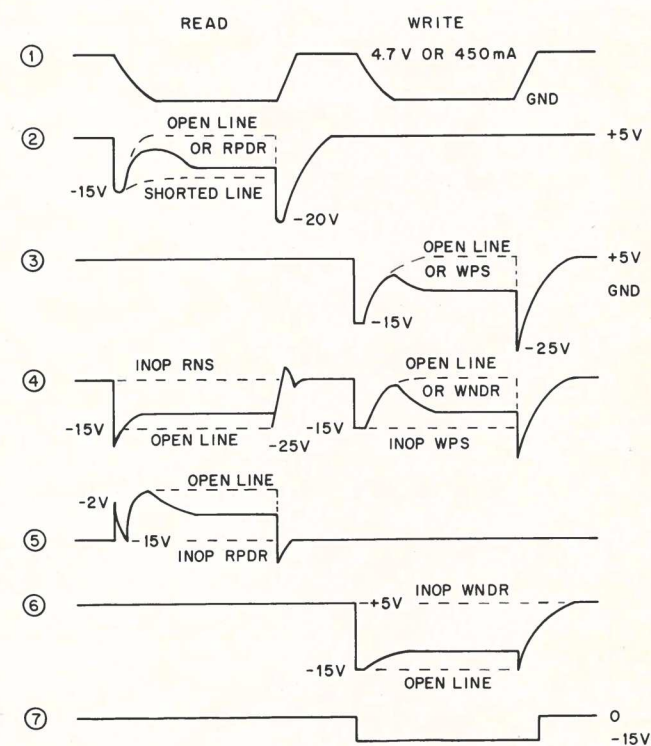 READ WRITE
① 4.7 V OR 450mA
GND
② OPEN LINE +5V
OR RPDR
-15V SHORTED LINE
-20V
③ OPEN LINE +5V
OR WPS GND
-15V
-25V
④ INOP RNS OPEN LINE
OR WNDR
-15V OPEN LINE -25V -15V INOP WPS
-2V OPEN LINE
⑤ -15V INOP RPDR
⑥ +5V INOP WNDR
-15V OPEN LINE
⑦ 0
-15V